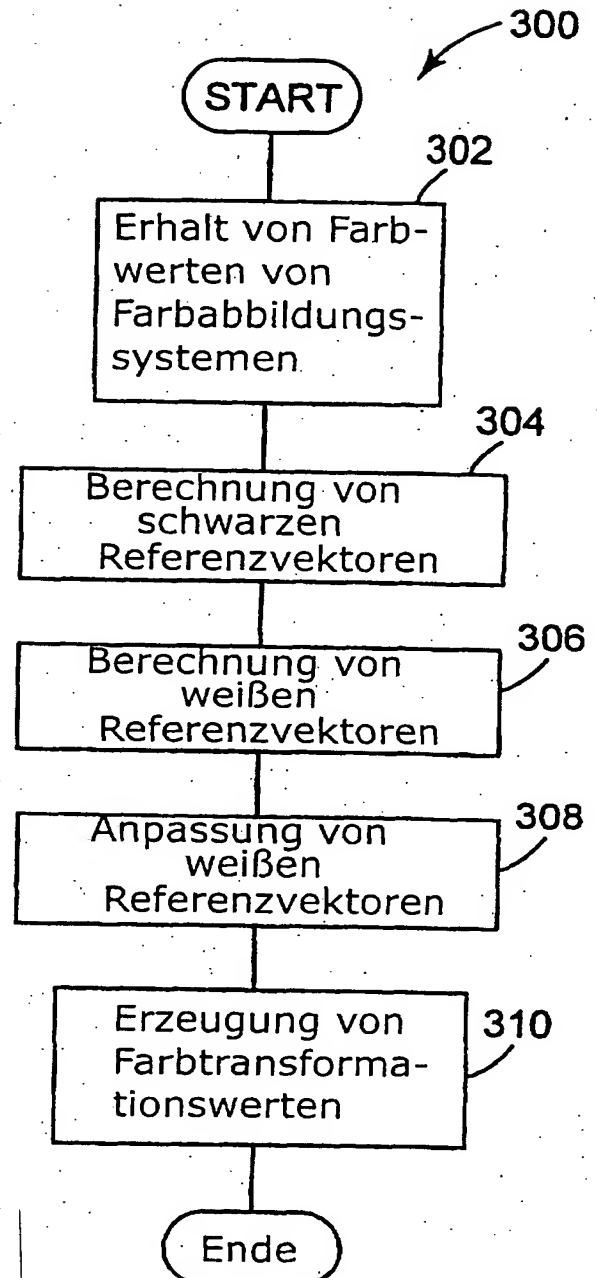 300
START
302
Erhalt von Farb-
werten von
Farbabbildungs-
systemen
304
Berechnung von
schwarzen
Referenzvektoren
306
Berechnung von
weißen
Referenzvektoren
308
Anpassung von
weißen
Referenzvektoren
310
Erzeugung von
Farbtransforma-
tionswerten
Ende